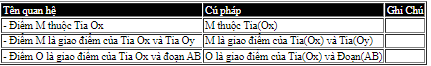 Tên quan hệ Cú pháp Ghi Chú
- Điểm M thuộc Tia Ox M thuộc Tia(Ox)
- Điểm M là giao điểm của Tia Ox và Tia Oy M là giao điểm của Tia(Ox) và Tia(Oy)
- Điểm O là giao điểm của Tia Ox và đoạn AB O là giao điểm của Tia(Ox) và Đoạn(AB)